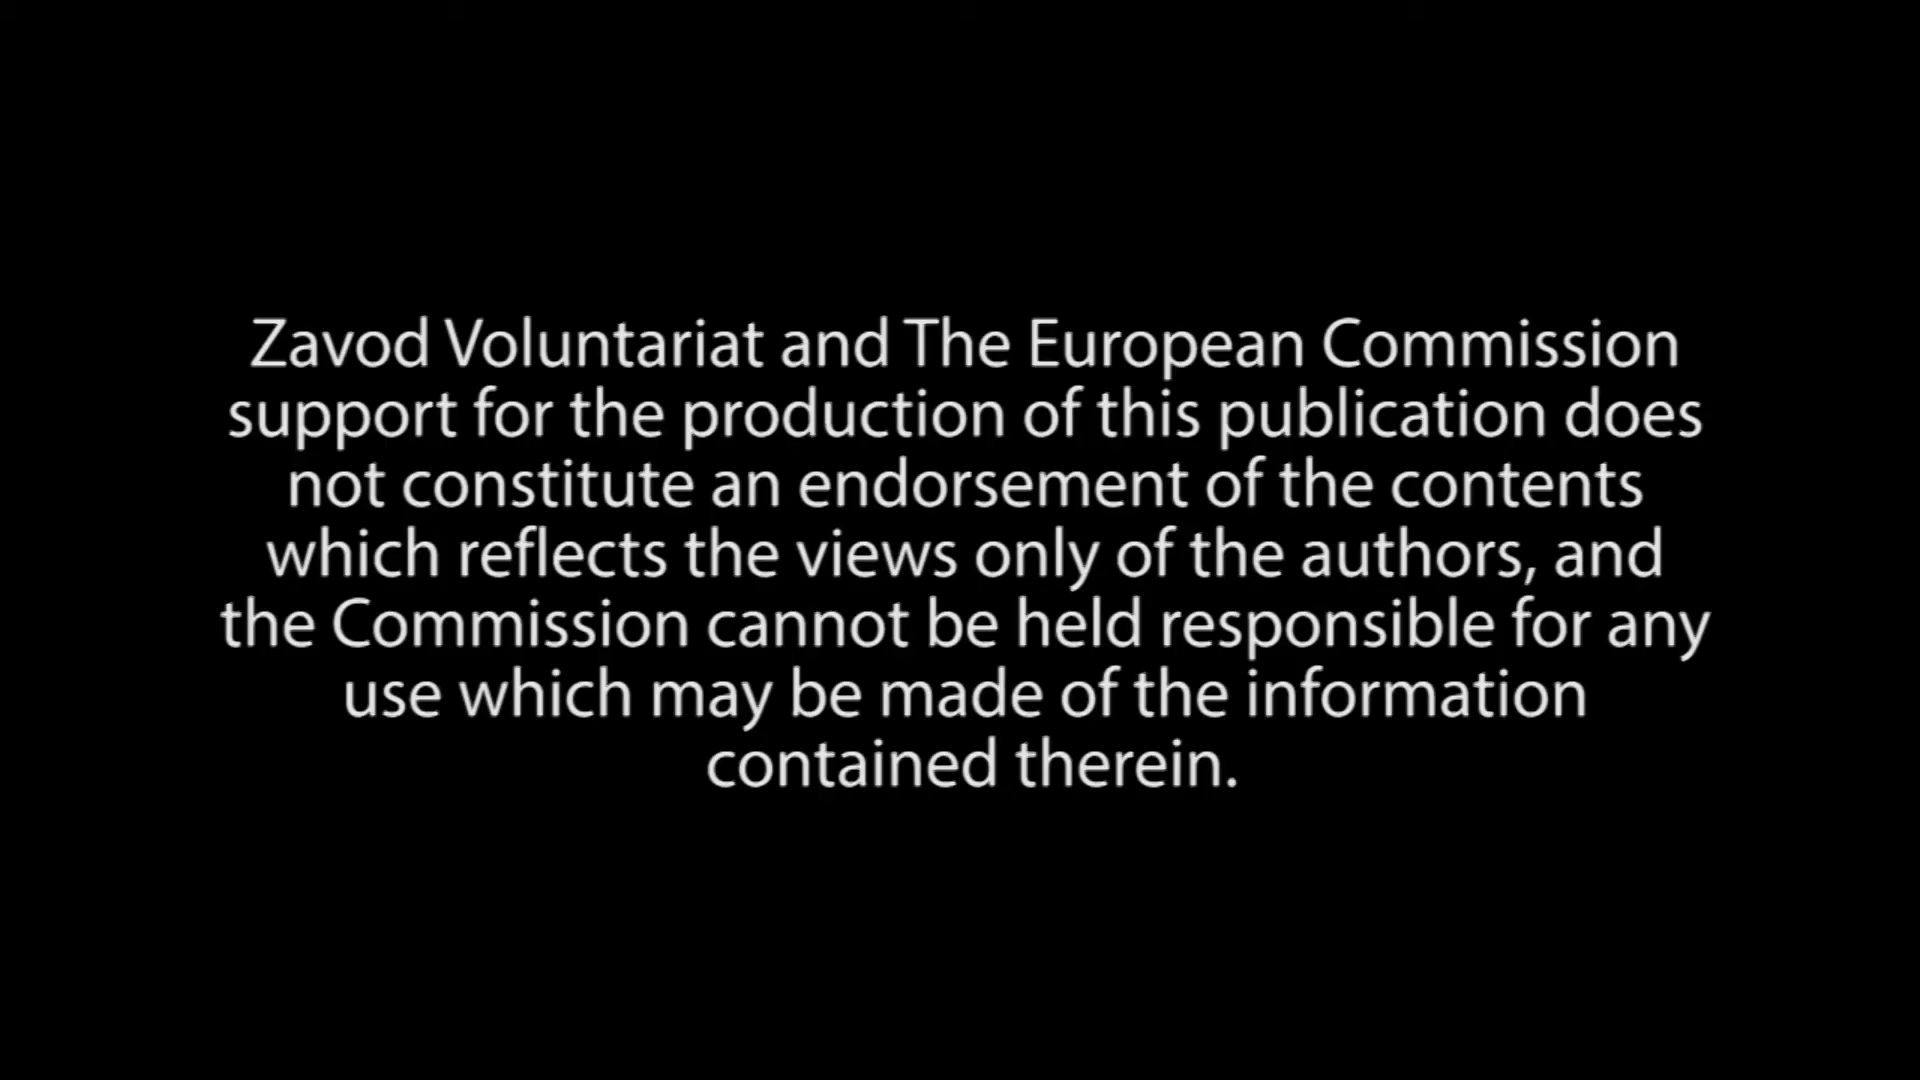 Zavod Voluntariat and The European Commission
support for the production of this publication does
not constitute an endorsement of the contents
which reflects the views only of the authors, and
the Commission cannot be held responsible for any
use which may be made of the information
contained therein.